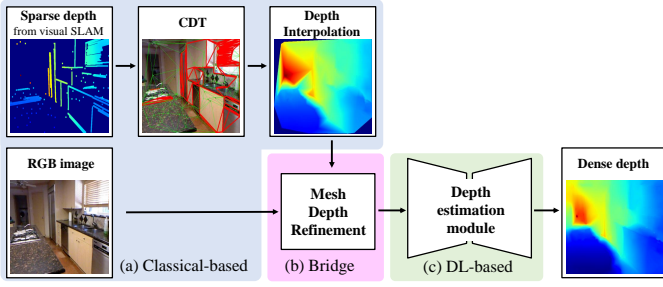 Sparse depth
from visual SLAM
CDT
Depth
Interpolation
RGB image
Mesh
Depth
Refinement
Depth
estimation
module
Dense depth
(a) Classical-based
(b) Bridge
(c) DL-based